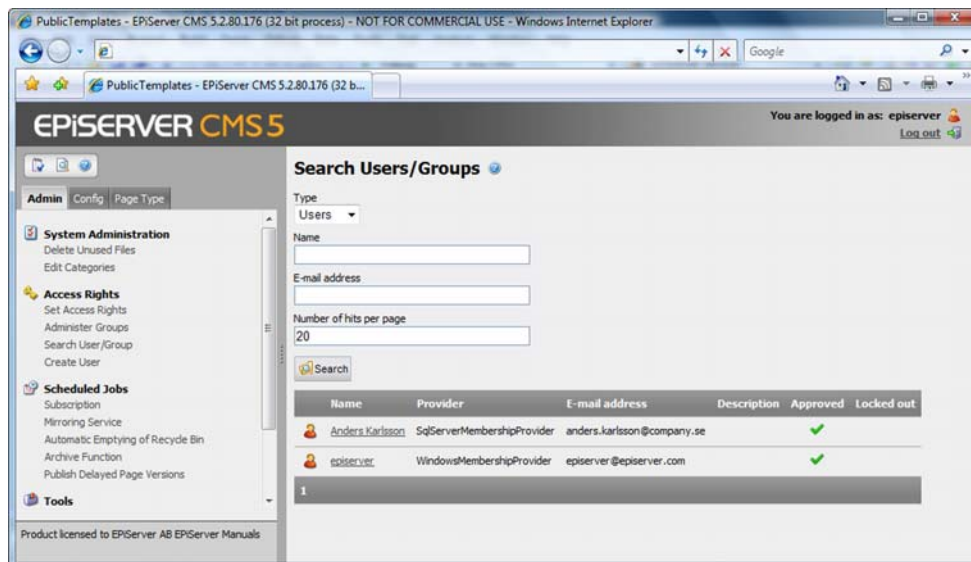 PublicTemplates - EPiServer CMS 5.2.80.176 (32 bit process) - NOT FOR COMMERCIAL USE - Windows Internet Explorer
Google
PublicTemplates - EPiServer CMS 5.2.80.176 (32 b...
EPiSERVER CMS 5
You are logged in as: episerver
Log out
Admin Config Page Type
System Administration
Delete Unused Files
Edit Categories
Access Rights
Set Access Rights
Administer Groups
Search User/Group
Create User
Scheduled Jobs
Subscription
Mirroring Service
Automatic Emptying of Recycle Bin
Archive Function
Publish Delayed Page Versions
Tools
Product licensed to EPiServer AB EPiServer Manuals
Search Users/Groups
Type
Users
Name
E-mail address
Number of hits per page
20
Search
Name Provider E-mail address Description Approved Locked out
Anders Karlsson SqlServerMembershipProvider anders.karlsson@company.se
episerver WindowsMembershipProvider episerver@episerver.com
1